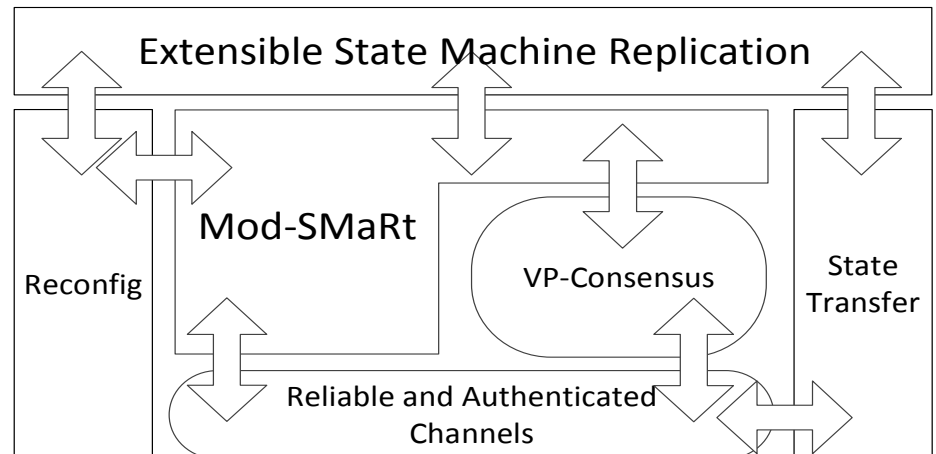 Extensible State Machine Replication
Mod-SMaRt
Reconfig
VP-Consensus
State
Transfer
Reliable and Authenticated
Channels